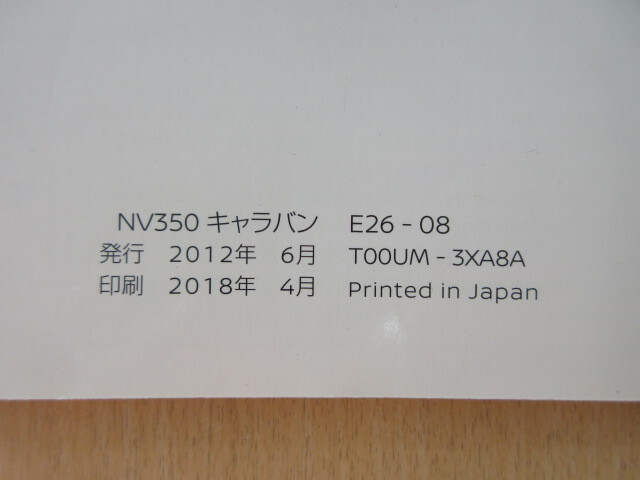 NV350 キャラバン E26-08
発行 2012年 6月 T00UM-3XA8A
印刷 2018年 4月 Printed in Japan